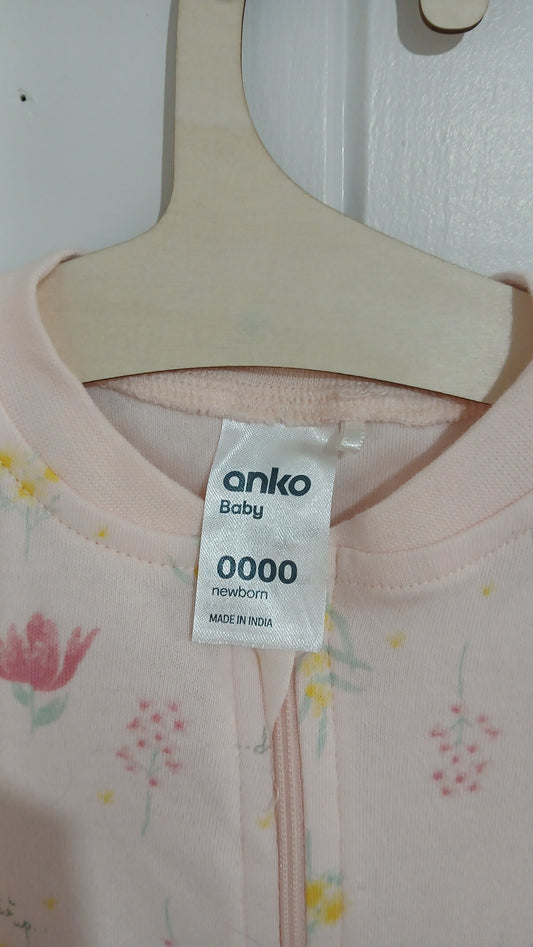 anko
Baby
0000
newborn
MADE IN INDIA